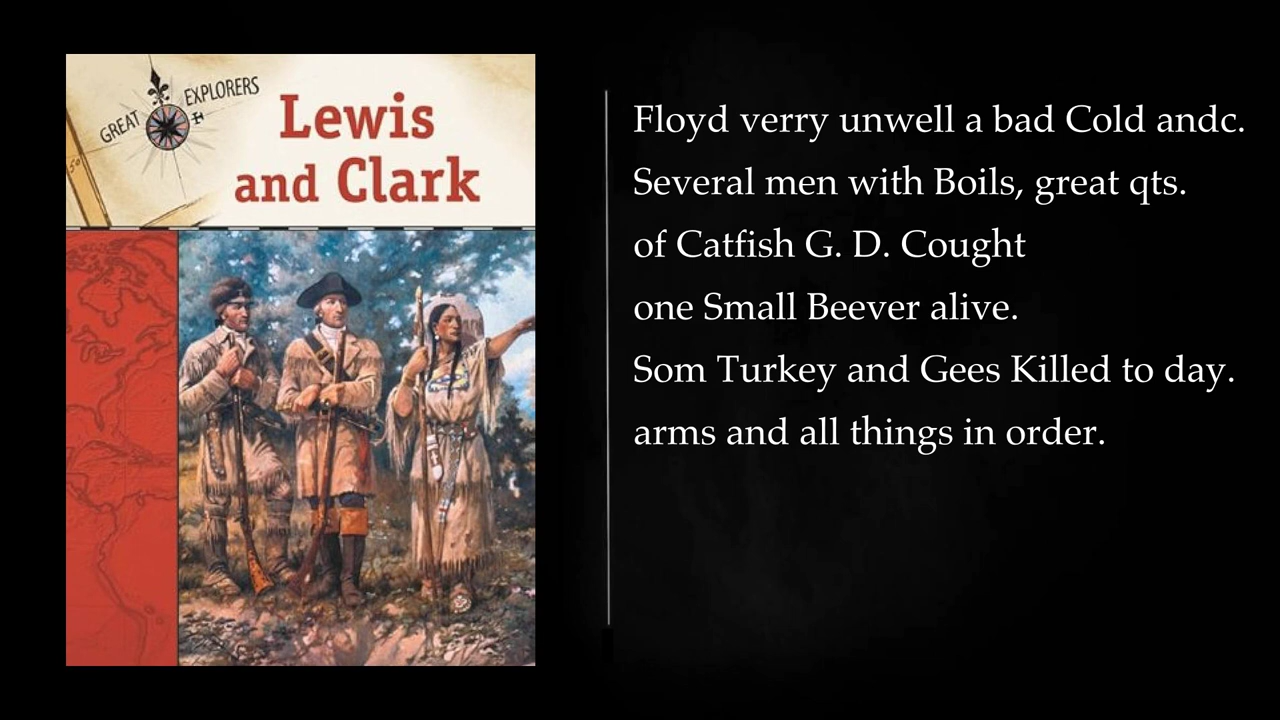 GREAT EXPLORERS
Lewis
and Clark
50
Floyd verry unwell a bad Cold andc.
Several men with Boils, great qts.
of Catfish G. D. Cought
one Small Beever alive.
Som Turkey and Gees Killed to day.
arms and all things in order.